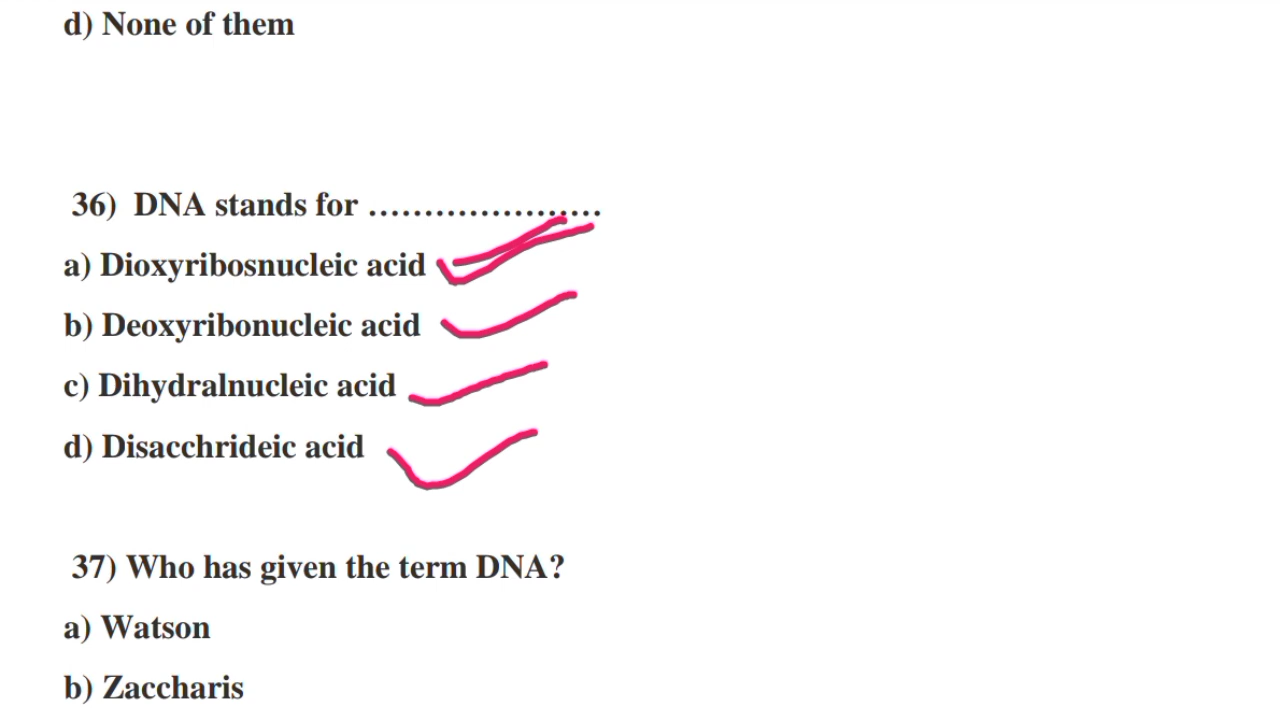 d) None of them
36) DNA stands for .....................
a) Dioxyribosnucleic acid
b) Deoxyribonucleic acid
c) Dihydralnucleic acid
d) Disacchrideic acid
37) Who has given the term DNA?
a) Watson
b) Zaccharis